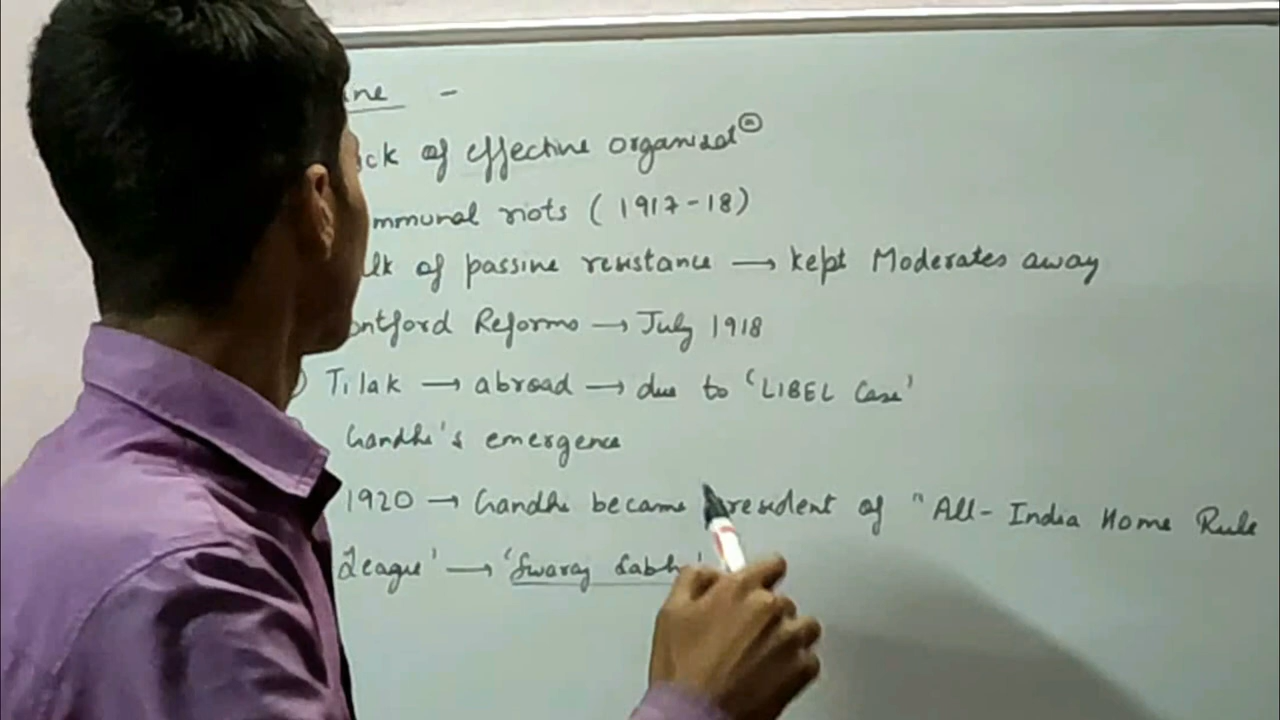 ine -
ck of effective organisat⁽ⁿ⁾
mmunal riots (1917-18)
lk of passive resistance → kept Moderates away
ontford Reforms → July 1918
) Tilak → abroad → due to 'LIBEL Case'
Gandhi's emergence
1920 → Gandhi became President of "All-India Home Rule
League' → 'Swaraj Sabha'